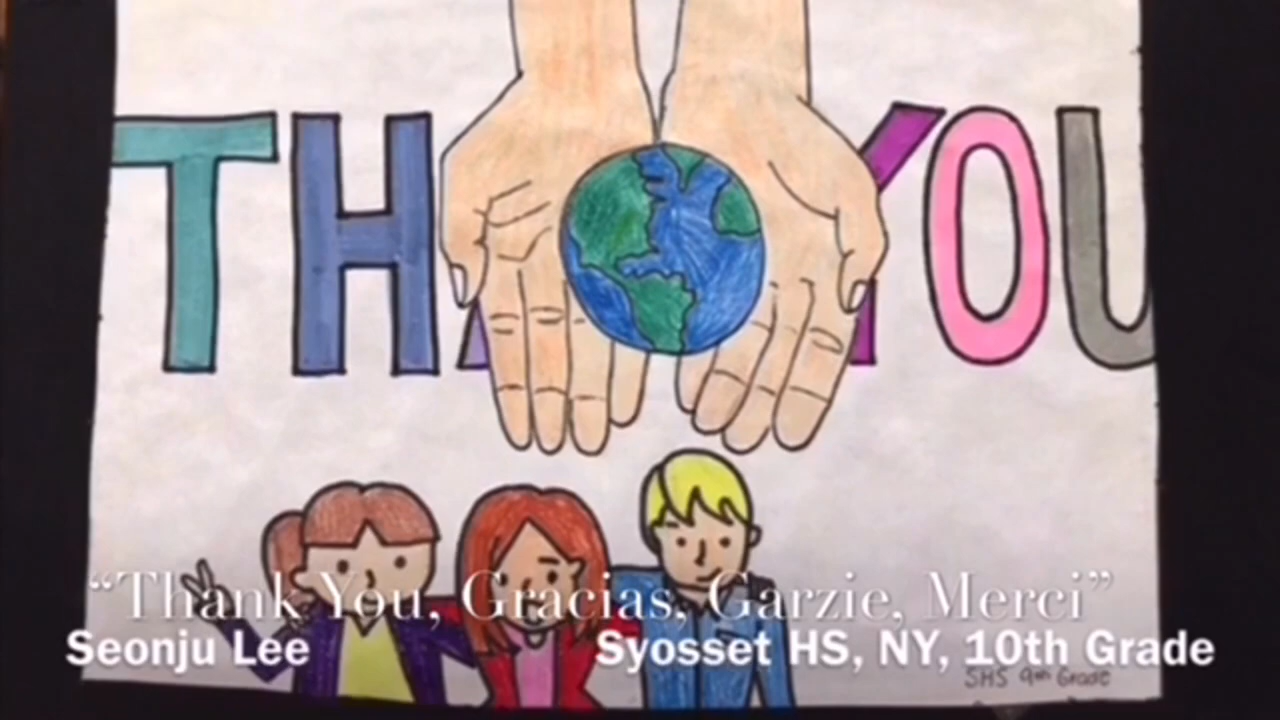 THANK YOU
“Thank You, Gracias, Garzie, Merci”
Seonju Lee
Syosset HS, NY, 10th Grade
SHS 9th Grade